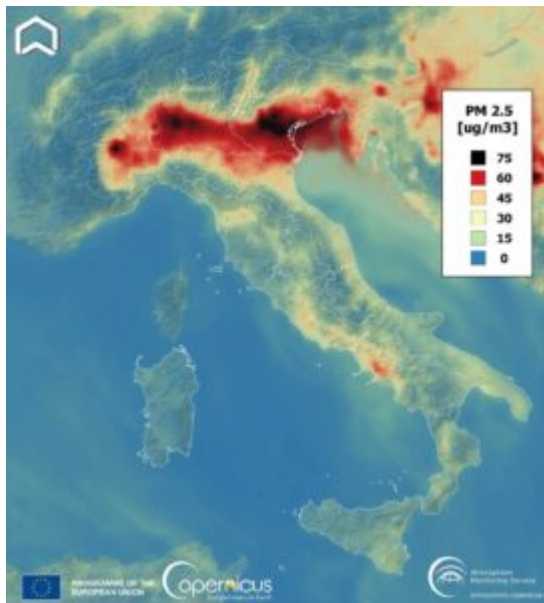 PM 2.5
[ug/m3]
75
60
45
30
15
0
PROGRAMME OF THE
EUROPEAN UNION
opernicus
Atmosphere
Monitoring Service